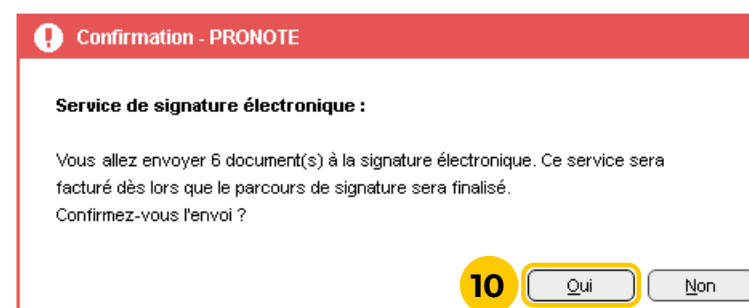 Confirmation - PRONOTE
Service de signature électronique :
Vous allez envoyer 6 document(s) à la signature électronique. Ce service sera
facturé dès lors que le parcours de signature sera finalisé.
Confirmez-vous l'envoi ?
10 Oui Non